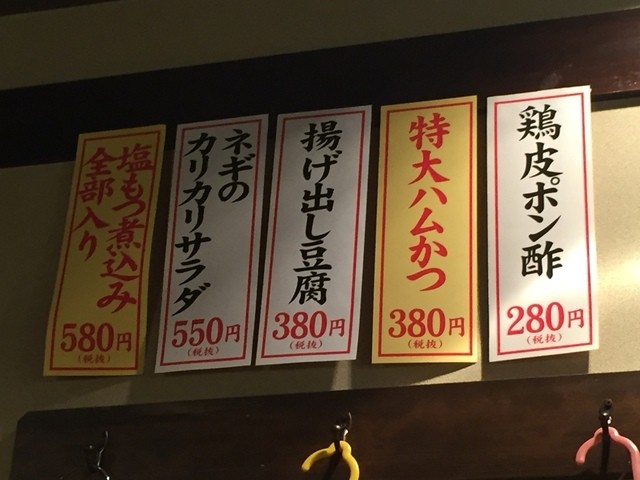 鶏皮ポン酢
280円
(税抜)
特大ハムかつ
380円
(税抜)
揚げ出し豆腐
380円
(税抜)
ネギの
カリカリサラダ
550円
(税抜)
塩もつ煮込み
全部入り
580円
(税抜)